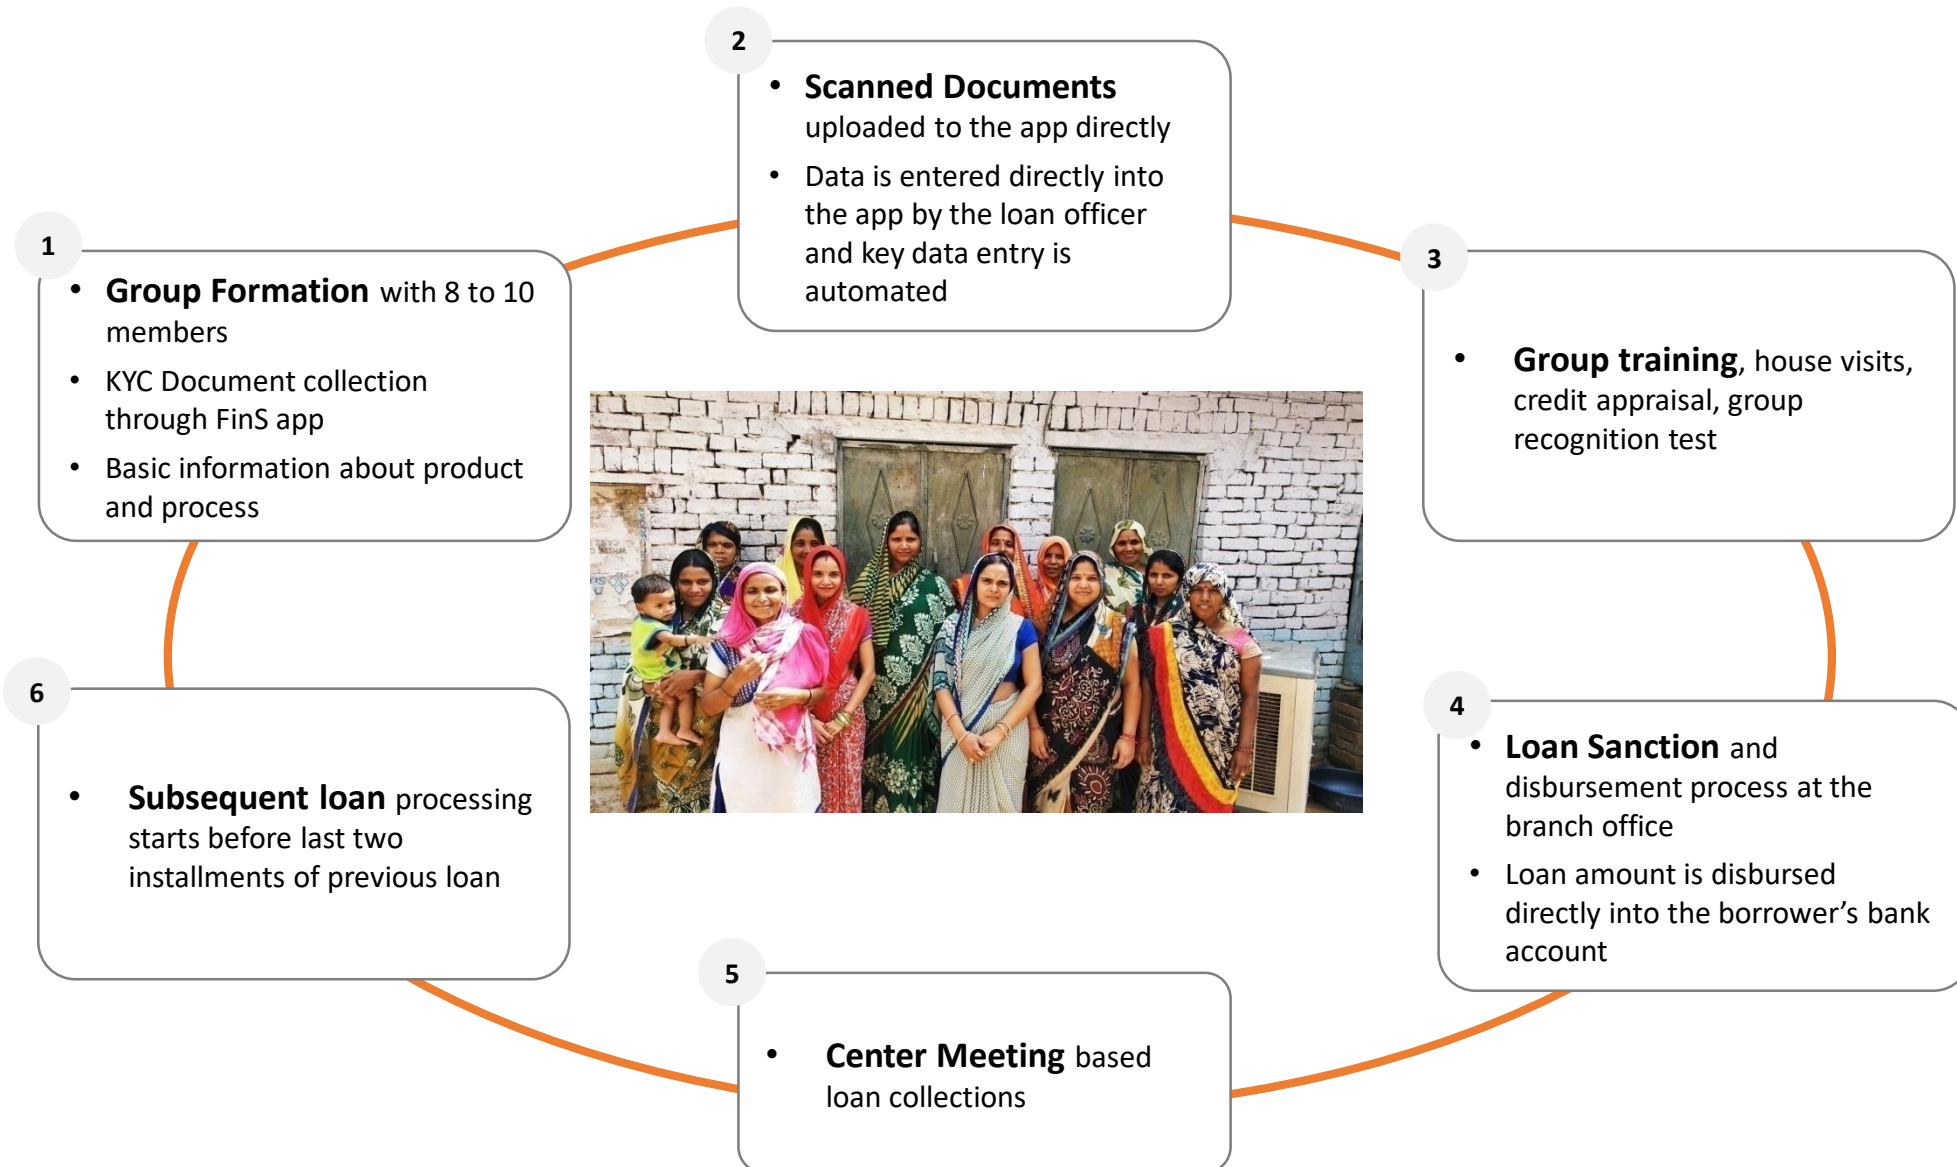 1
• Group Formation with 8 to 10
members
• KYC Document collection
through FinS app
• Basic information about product
and process
2
• Scanned Documents
uploaded to the app directly
• Data is entered directly into
the app by the loan officer
and key data entry is
automated
3
• Group training, house visits,
credit appraisal, group
recognition test
4
• Loan Sanction and
disbursement process at the
branch office
• Loan amount is disbursed
directly into the borrower’s bank
account
5
• Center Meeting based
loan collections
6
• Subsequent loan processing
starts before last two
installments of previous loan